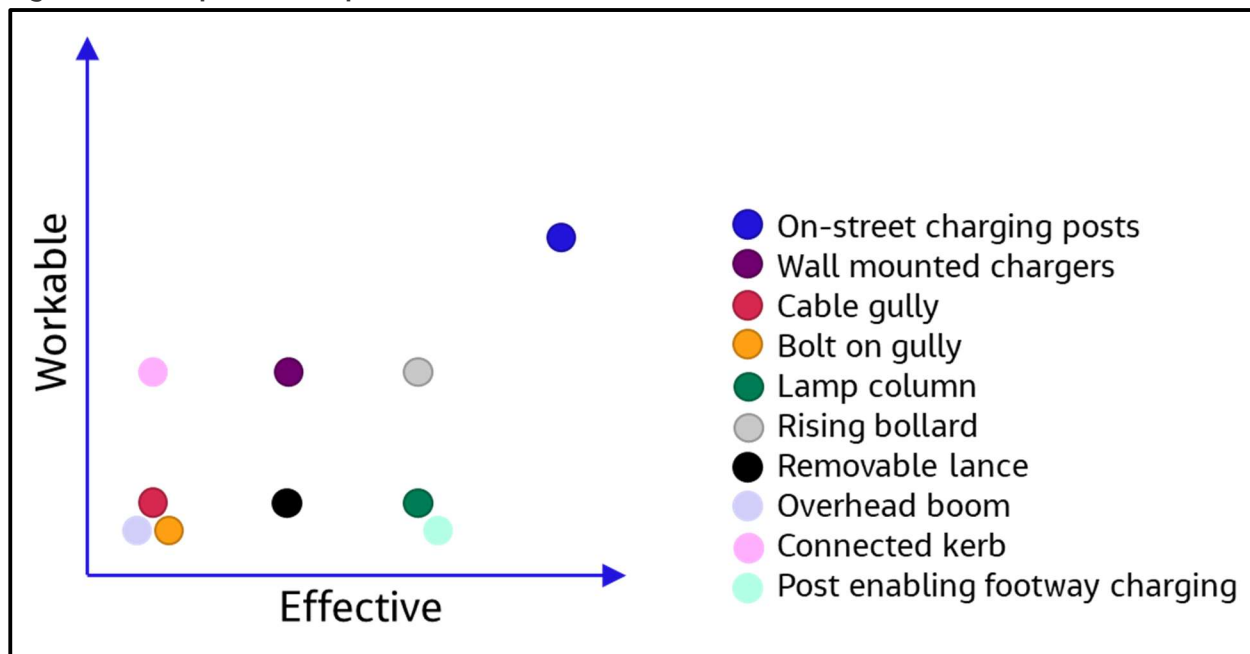 Workable
Effective
On-street charging posts
Wall mounted chargers
Cable gully
Bolt on gully
Lamp column
Rising bollard
Removable lance
Overhead boom
Connected kerb
Post enabling footway charging